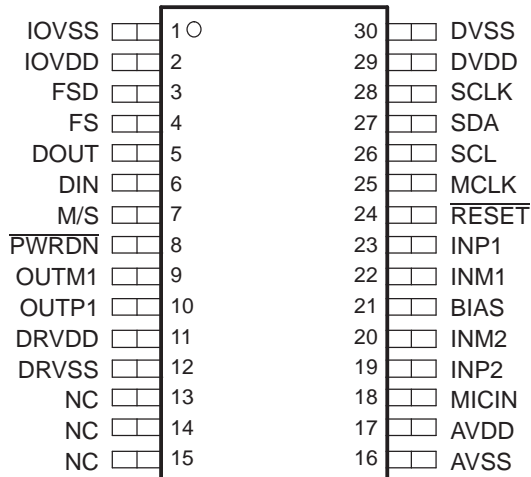 IOVSS 1 30 DVSS
IOVDD 2 29 DVDD
FSD 3 28 SCLK
FS 4 27 SDA
DOUT 5 26 SCL
DIN 6 25 MCLK
M/S 7 24 RESET
PWRDN 8 23 INP1
OUTM1 9 22 INM1
OUTP1 10 21 BIAS
DRVDD 11 20 INM2
DRVSS 12 19 INP2
NC 13 18 MICIN
NC 14 17 AVDD
NC 15 16 AVSS